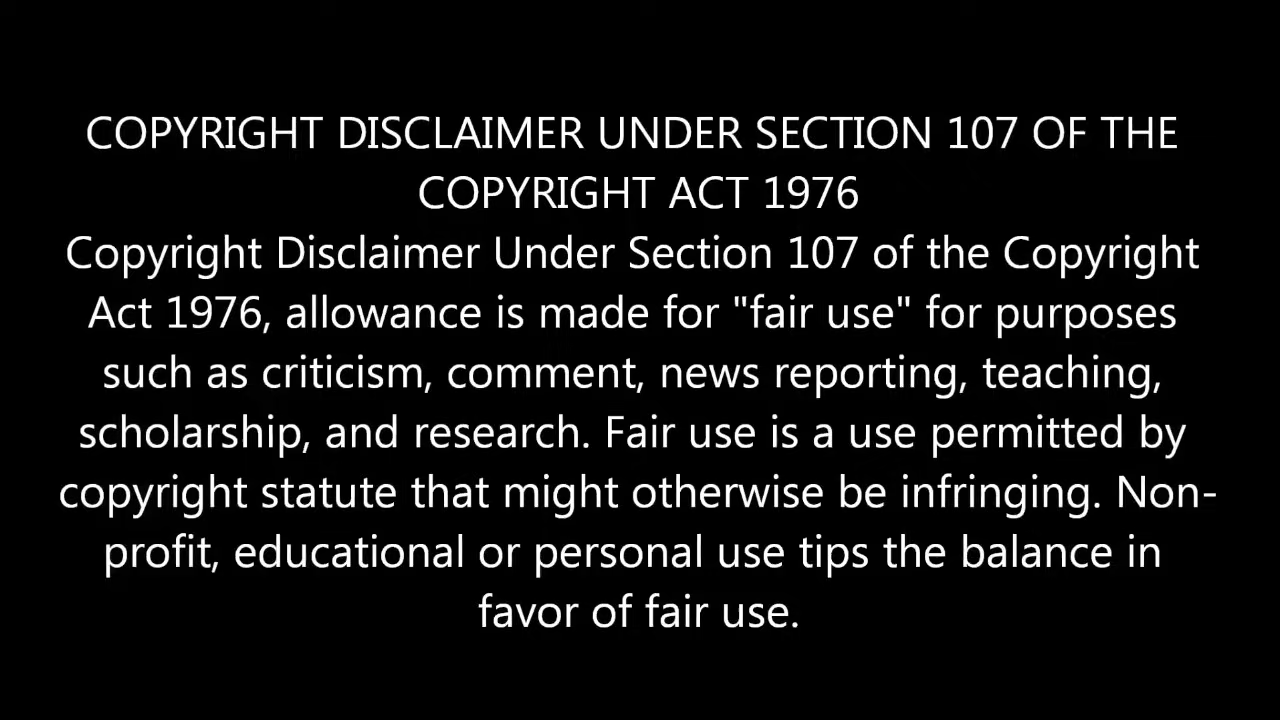 COPYRIGHT DISCLAIMER UNDER SECTION 107 OF THE
COPYRIGHT ACT 1976
Copyright Disclaimer Under Section 107 of the Copyright
Act 1976, allowance is made for "fair use" for purposes
such as criticism, comment, news reporting, teaching,
scholarship, and research. Fair use is a use permitted by
copyright statute that might otherwise be infringing. Non-
profit, educational or personal use tips the balance in
favor of fair use.